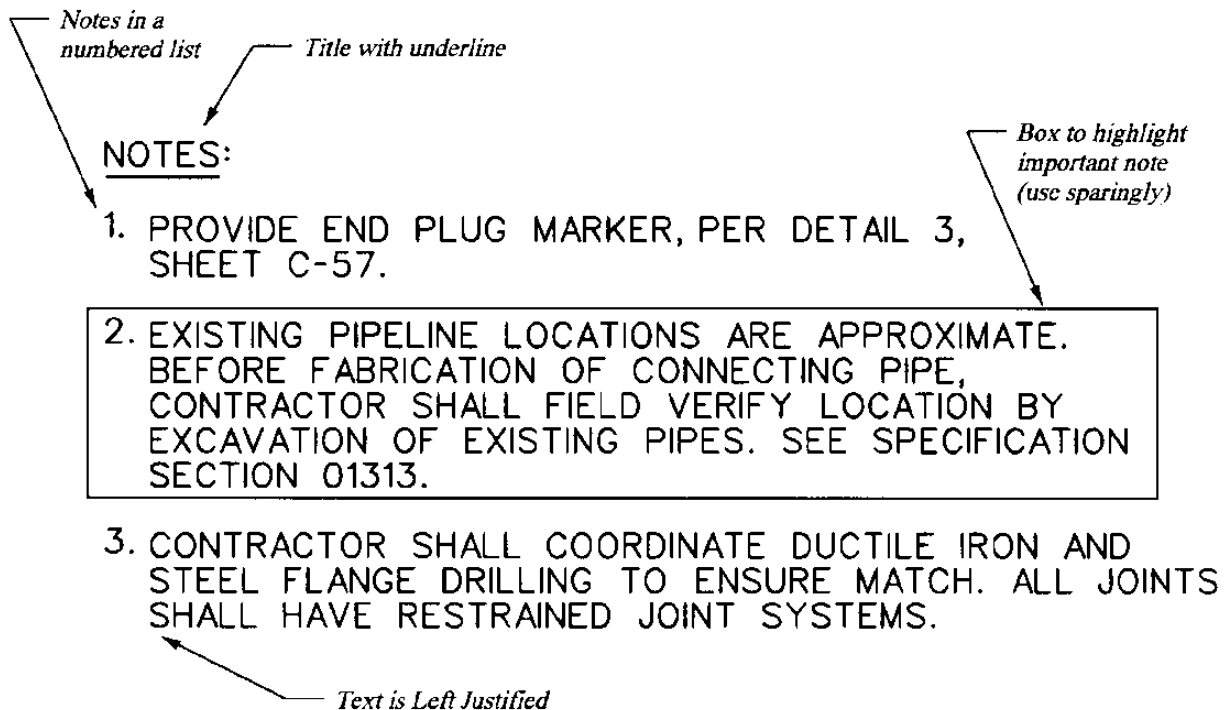 Notes in a
numbered list
Title with underline
NOTES:
Box to highlight
important note
(use sparingly)
1. PROVIDE END PLUG MARKER, PER DETAIL 3,
SHEET C-57.
2. EXISTING PIPELINE LOCATIONS ARE APPROXIMATE.
BEFORE FABRICATION OF CONNECTING PIPE,
CONTRACTOR SHALL FIELD VERIFY LOCATION BY
EXCAVATION OF EXISTING PIPES. SEE SPECIFICATION
SECTION 01313.
3. CONTRACTOR SHALL COORDINATE DUCTILE IRON AND
STEEL FLANGE DRILLING TO ENSURE MATCH. ALL JOINTS
SHALL HAVE RESTRAINED JOINT SYSTEMS.
Text is Left Justified